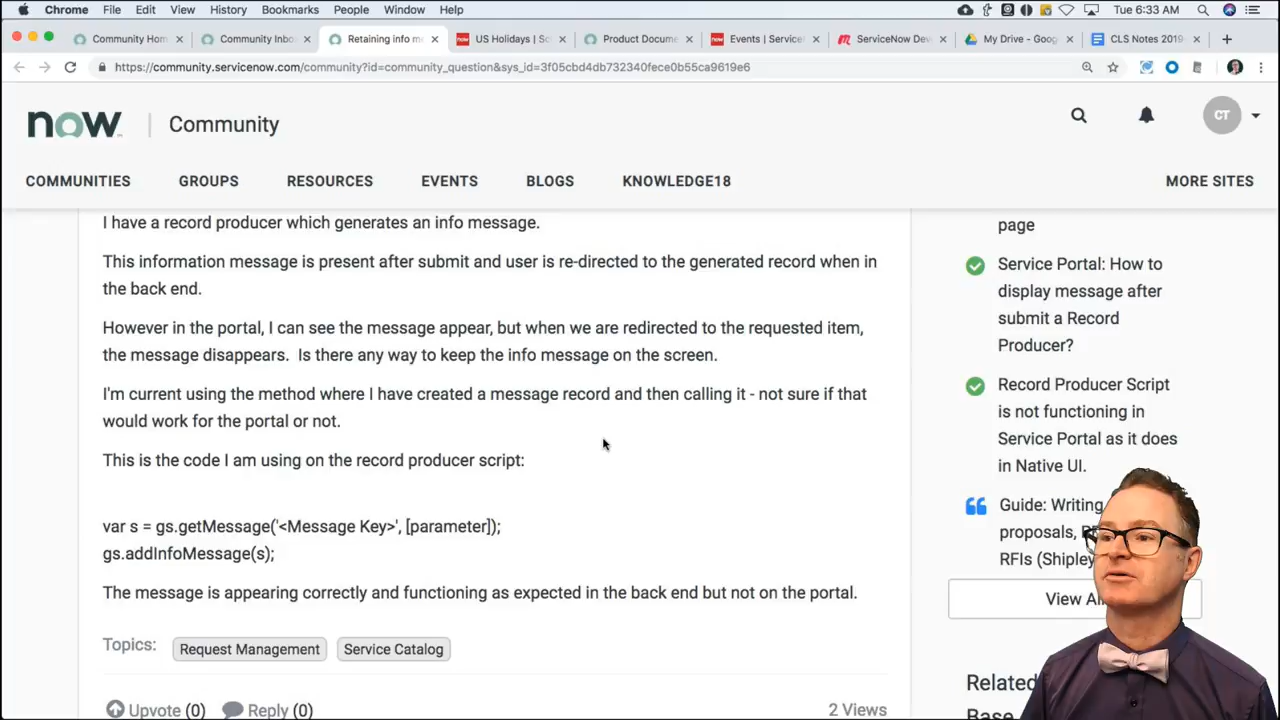 Chrome File Edit View History Bookmarks People Window Help
Tue 6:33 AM
Community Hom
Community Inbo
Retaining info m
now US Holidays | Sc
Product Docume
now Events | Service
ServiceNow Dev
My Drive - Goog
CLS Notes 2019
https://community.servicenow.com/community?id=community_question&sys_id=3f05cbd4db732340fece0b55ca9619e6
now
Community
CT
COMMUNITIES GROUPS RESOURCES EVENTS BLOGS KNOWLEDGE18 MORE SITES
I have a record producer which generates an info message.
This information message is present after submit and user is re-directed to the generated record when in
the back end.
However in the portal, I can see the message appear, but when we are redirected to the requested item,
the message disappears. Is there any way to keep the info message on the screen.
I'm current using the method where I have created a message record and then calling it - not sure if that
would work for the portal or not.
This is the code I am using on the record producer script:
var s = gs.getMessage('<Message Key>', [parameter]);
gs.addInfoMessage(s);
The message is appearing correctly and functioning as expected in the back end but not on the portal.
Topics: Request Management Service Catalog
Upvote (0) Reply (0) 2 Views
page
Service Portal: How to
display message after
submit a Record
Producer?
Record Producer Script
is not functioning in
Service Portal as it does
in Native UI.
Guide: Writing
proposals,
RFIs (Shipley
View
Related